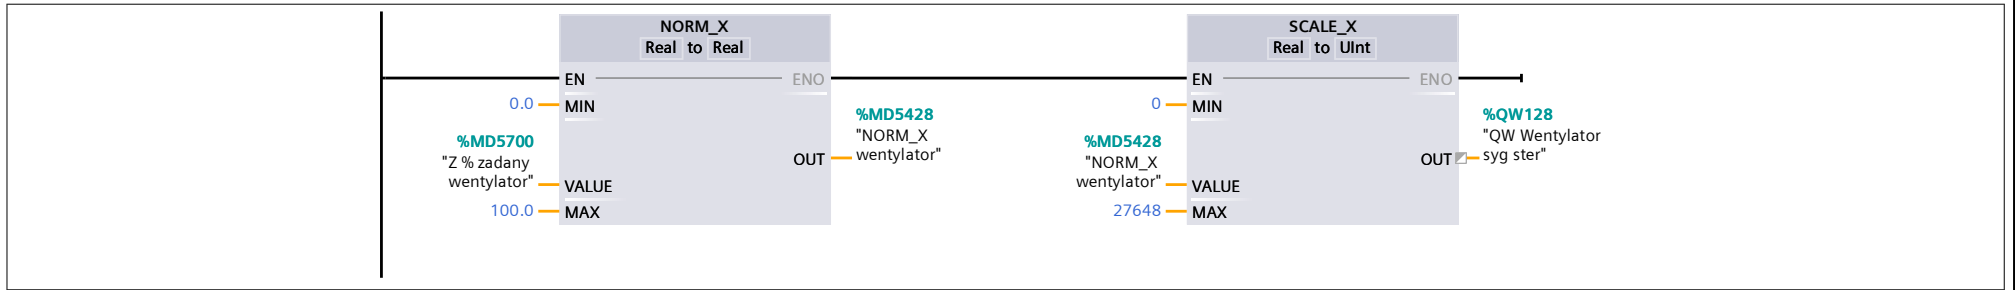 NORM_X
Real to Real
EN
ENO
0.0
MIN
%MD5700
"Z % zadany
wentylator"
VALUE
100.0
MAX
OUT
%MD5428
"NORM_X
wentylator"
SCALE_X
Real to UInt
EN
ENO
0
MIN
%MD5428
"NORM_X
wentylator"
VALUE
27648
MAX
OUT
%QW128
"QW Wentylator
syg ster"